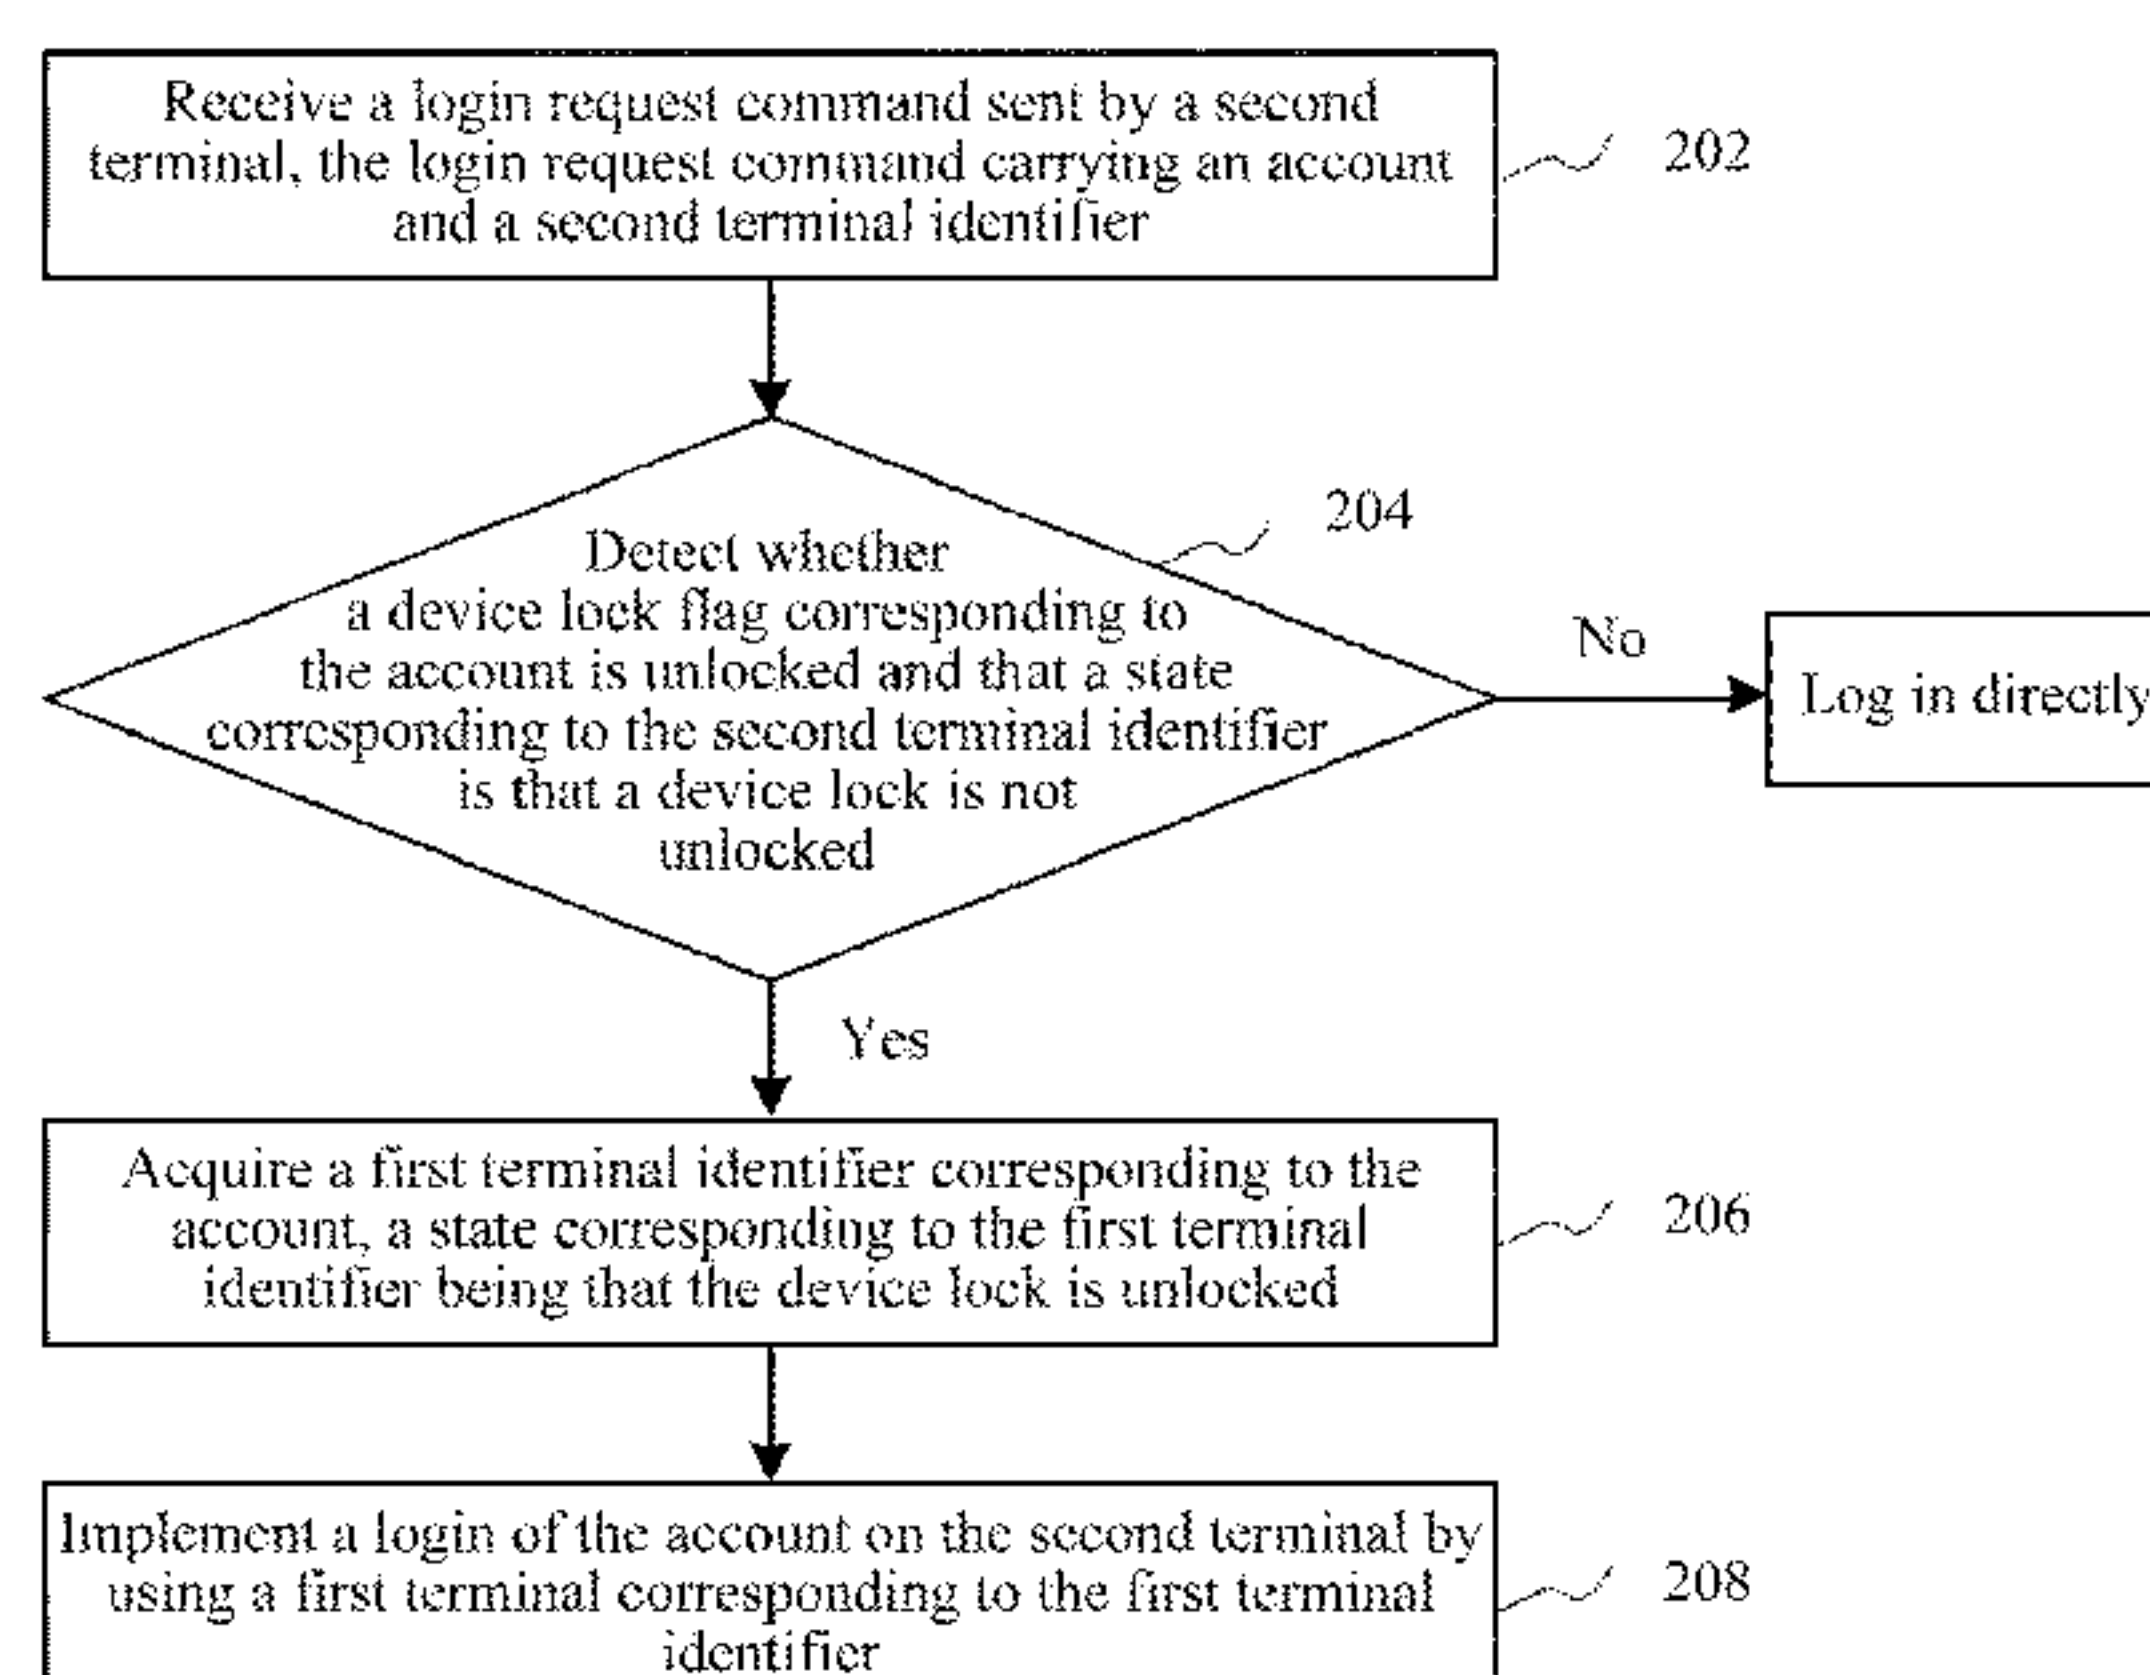 Receive a login request command sent by a second
terminal, the login request command carrying an account
and a second terminal identifier
202
204
Detect whether
a device lock flag corresponding to
the account is unlocked and that a state
corresponding to the second terminal identifier
is that a device lock is not
unlocked
No
Log in directly
Yes
Acquire a first terminal identifier corresponding to the
account, a state corresponding to the first terminal
identifier being that the device lock is unlocked
206
Implement a login of the account on the second terminal by
using a first terminal corresponding to the first terminal
identifier
208